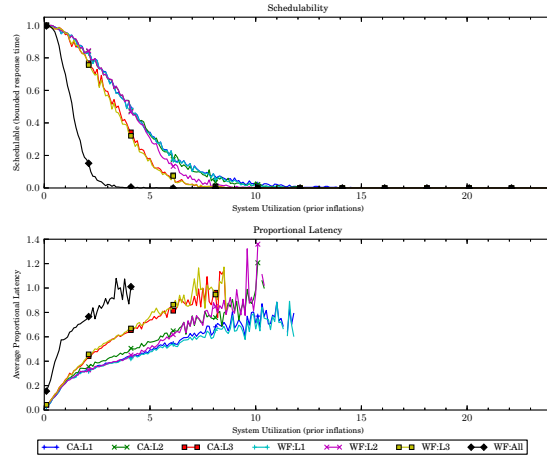 Schedulability
1.0
0.8
0.6
0.4
0.2
0.0
Schedulable (bounded response time)
0
5
10
15
20
System Utilization (prior inflations)
Proportional Latency
1.4
1.2
1.0
0.8
0.6
0.4
0.2
0.0
Average Proportional Latency
0
5
10
15
20
System Utilization (prior inflations)
CA:L1
CA:L2
CA:L3
WF:L1
WF:L2
WF:L3
WF:All